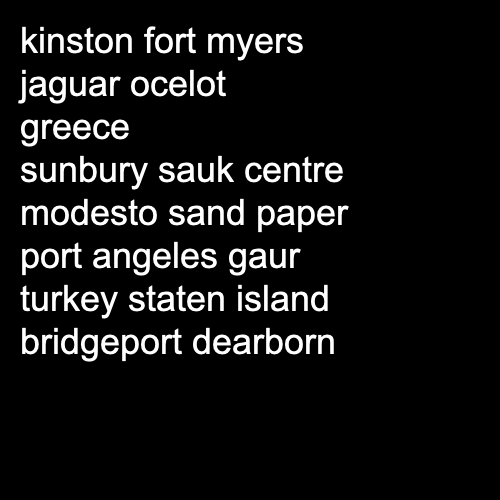 kinston fort myers
jaguar ocelot
greece
sunbury sauk centre
modesto sand paper
port angeles gaur
turkey staten island
bridgeport dearborn